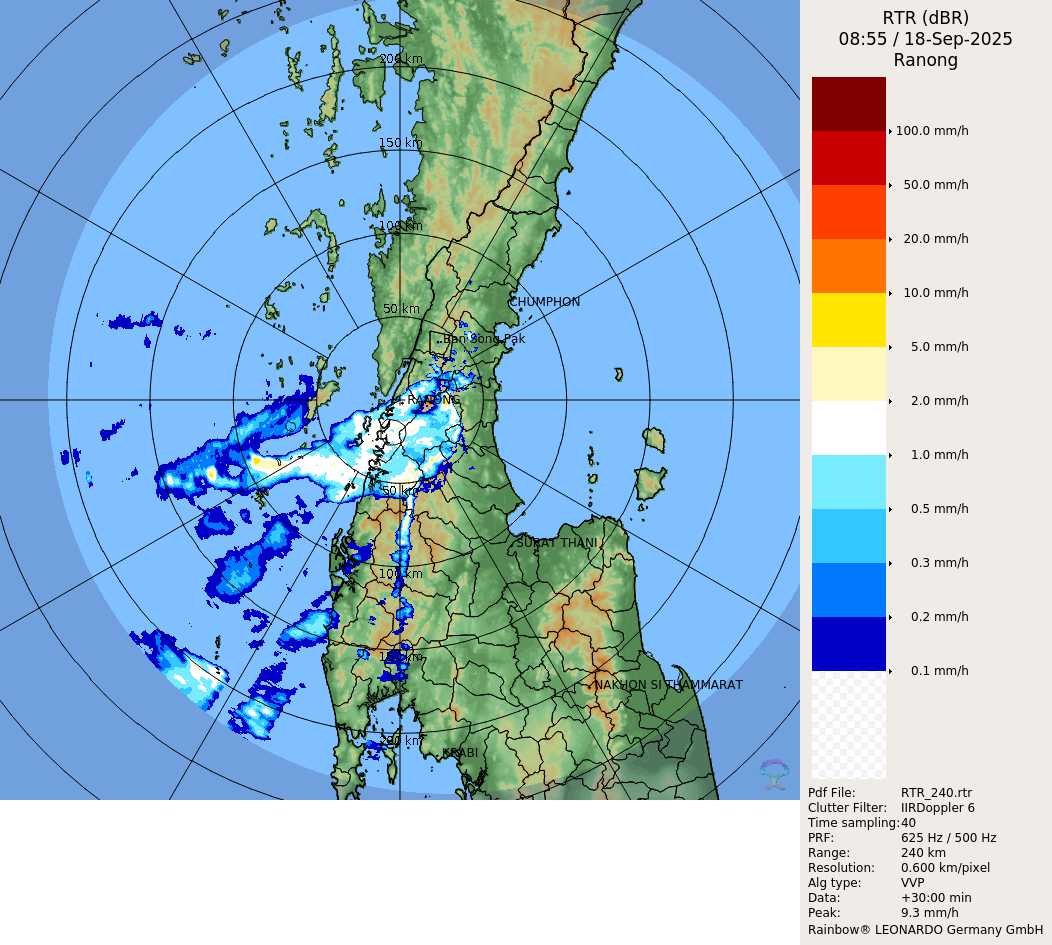 RTR (dBR)
08:55 / 18-Sep-2025
Ranong
100.0 mm/h
50.0 mm/h
20.0 mm/h
10.0 mm/h
5.0 mm/h
2.0 mm/h
1.0 mm/h
0.5 mm/h
0.3 mm/h
0.2 mm/h
0.1 mm/h
200 km
150 km
100 km
50 km
CHUMPHON
Ban Song Pak
RANONG
50 km
SURAT THANI
100 km
150 km
NAKHON SI THAMMARAT
200 km
KRABI
Pdf File: RTR_240.rtr
Clutter Filter: IIRDoppler 6
Time sampling: 40
PRF: 625 Hz / 500 Hz
Range: 240 km
Resolution: 0.600 km/pixel
Alg type: VVP
Data: +30:00 min
Peak: 9.3 mm/h
Rainbow® LEONARDO Germany GmbH